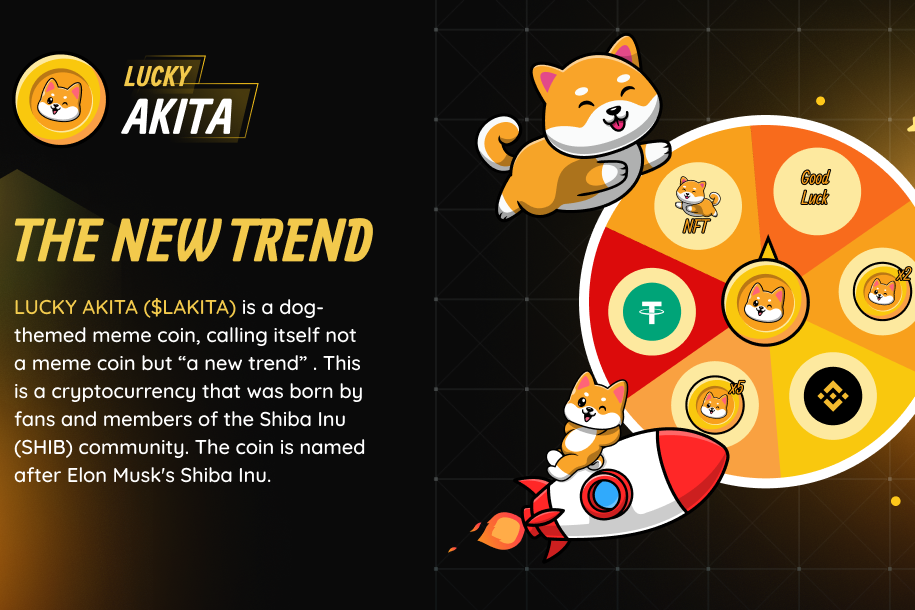 LUCKY
AKITA
THE NEW TREND
LUCKY AKITA ($LAKITA) is a dog-
themed meme coin, calling itself not
a meme coin but “a new trend” . This
is a cryptocurrency that was born by
fans and members of the Shiba Inu
(SHIB) community. The coin is named
after Elon Musk's Shiba Inu.
Good
Luck
NFT
x2
x5